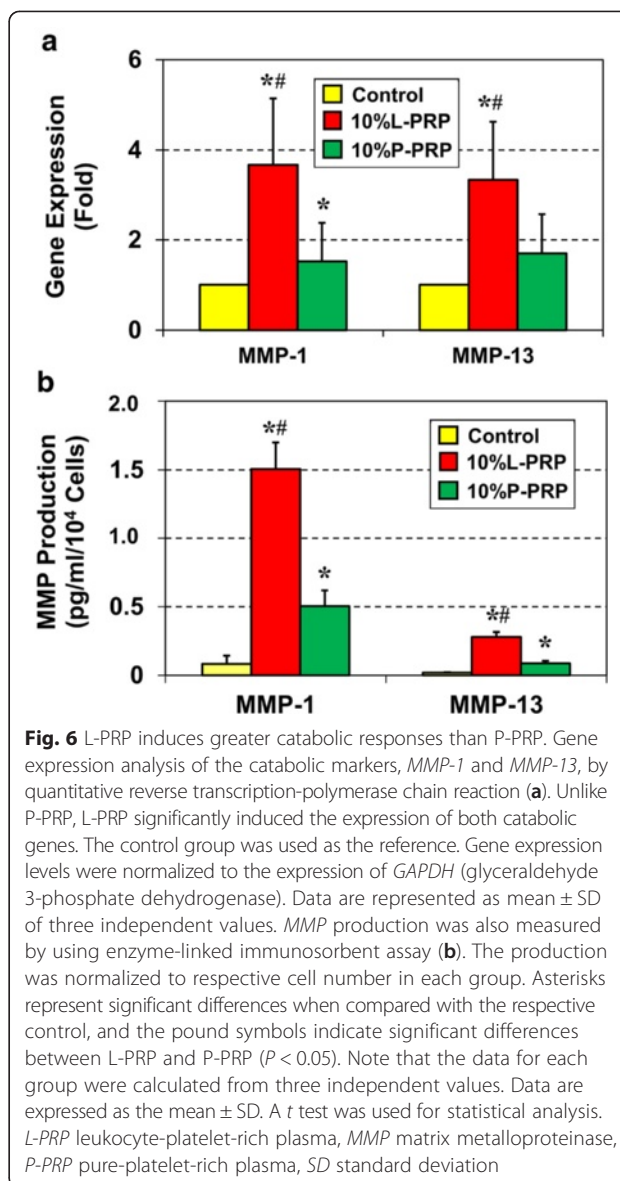 a
6
4
2
0
Gene Expression
(Fold)
*#
*
*#
Control
10%L-PRP
10%P-PRP
MMP-1
MMP-13
b
2.0
1.5
1.0
0.5
0
MMP Production
(pg/ml/10⁴ Cells)
*#
*
*#
*
Control
10%L-PRP
10%P-PRP
MMP-1
MMP-13
Fig. 6 L-PRP induces greater catabolic responses than P-PRP. Gene
expression analysis of the catabolic markers, MMP-1 and MMP-13, by
quantitative reverse transcription-polymerase chain reaction (a). Unlike
P-PRP, L-PRP significantly induced the expression of both catabolic
genes. The control group was used as the reference. Gene expression
levels were normalized to the expression of GAPDH (glyceraldehyde
3-phosphate dehydrogenase). Data are represented as mean ± SD
of three independent values. MMP production was also measured
by using enzyme-linked immunosorbent assay (b). The production
was normalized to respective cell number in each group. Asterisks
represent significant differences when compared with the respective
control, and the pound symbols indicate significant differences
between L-PRP and P-PRP (P < 0.05). Note that the data for each
group were calculated from three independent values. Data are
expressed as the mean ± SD. A t test was used for statistical analysis.
L-PRP leukocyte-platelet-rich plasma, MMP matrix metalloproteinase,
P-PRP pure-platelet-rich plasma, SD standard deviation